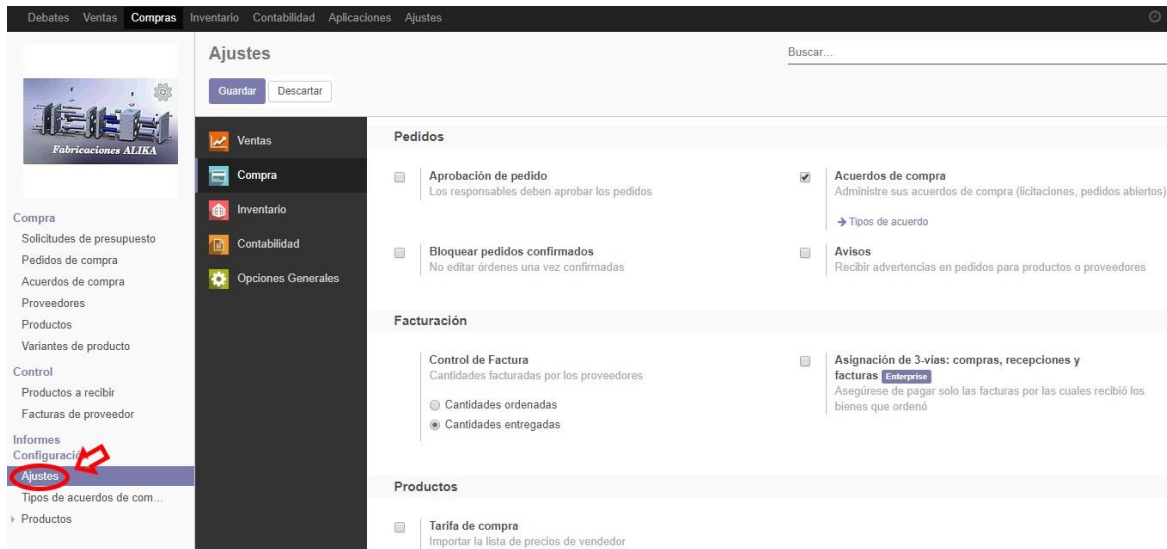 Debates Ventas Compras Inventario Contabilidad Aplicaciones Ajustes
Fabricaciones ALIKA
Compra
Solicitudes de presupuesto
Pedidos de compra
Acuerdos de compra
Proveedores
Productos
Variantes de producto
Control
Productos a recibir
Facturas de proveedor
Informes
Configuració
Ajustes
Tipos de acuerdos de com...
Productos
Ajustes
Buscar...
Guardar Descartar
Ventas
Compra
Inventario
Contabilidad
Opciones Generales
Pedidos
Aprobación de pedido
Los responsables deben aprobar los pedidos
Acuerdos de compra
Administre sus acuerdos de compra (licitaciones, pedidos abiertos)
Tipos de acuerdo
Bloquear pedidos confirmados
No editar órdenes una vez confirmadas
Avisos
Recibir advertencias en pedidos para productos o proveedores
Facturación
Control de Factura
Cantidades facturadas por los proveedores
Cantidades ordenadas
Cantidades entregadas
Asignación de 3-vías: compras, recepciones y
facturas Enterprise
Asegúrese de pagar solo las facturas por las cuales recibió los
bienes que ordenó
Productos
Tarifa de compra
Importar la lista de precios de vendedor